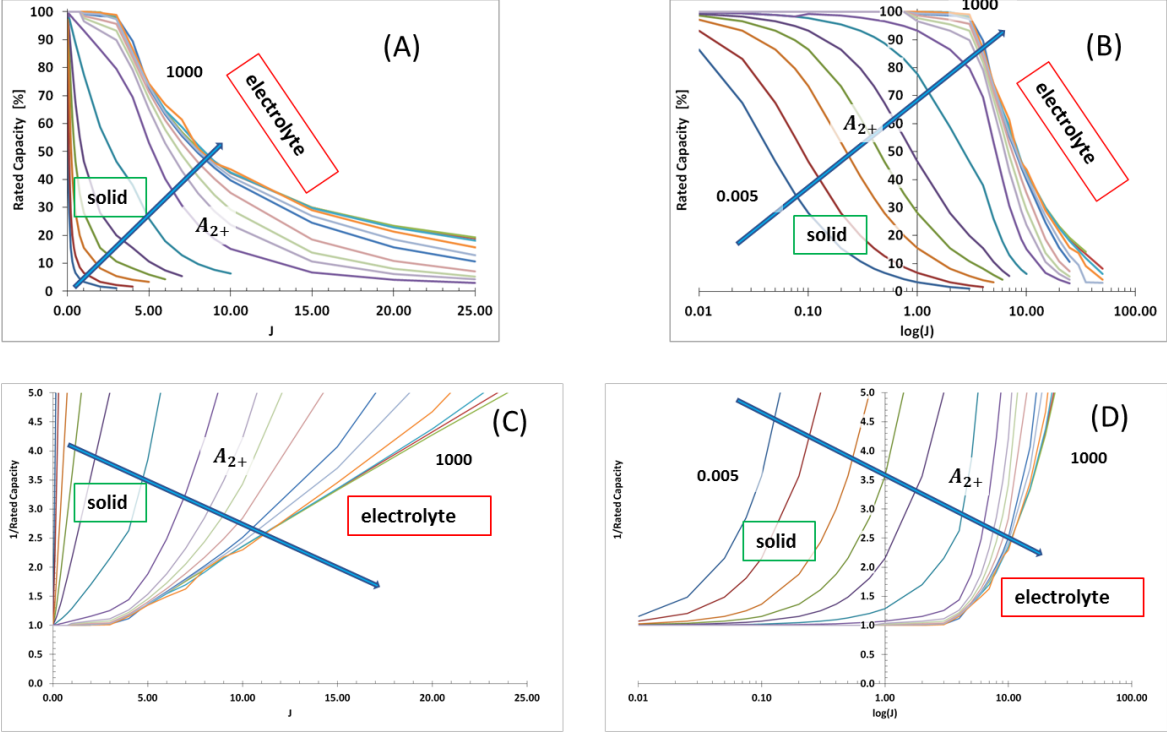 (A)
Rated Capacity [%]
100
90
80
70
60
50
40
30
20
10
0
1000
electrolyte
solid
A₂₊
0.00 5.00 10.00 15.00 20.00 25.00
J
(B)
Rated Capacity [%]
100
90
80
70
60
50
40
30
20
10
0
1000
electrolyte
A₂₊
0.005
solid
0.01 0.10 1.00 10.00 100.00
log(J)
(C)
1/Rated Capacity
5.0
4.5
4.0
3.5
3.0
2.5
2.0
1.5
1.0
0.5
0.0
A₂₊
1000
solid
electrolyte
0.00 5.00 10.00 15.00 20.00 25.00
J
(D)
1/Rated Capacity
5.0
4.5
4.0
3.5
3.0
2.5
2.0
1.5
1.0
0.5
0.0
0.005
A₂₊
1000
solid
electrolyte
0.01 0.10 1.00 10.00 100.00
log(J)